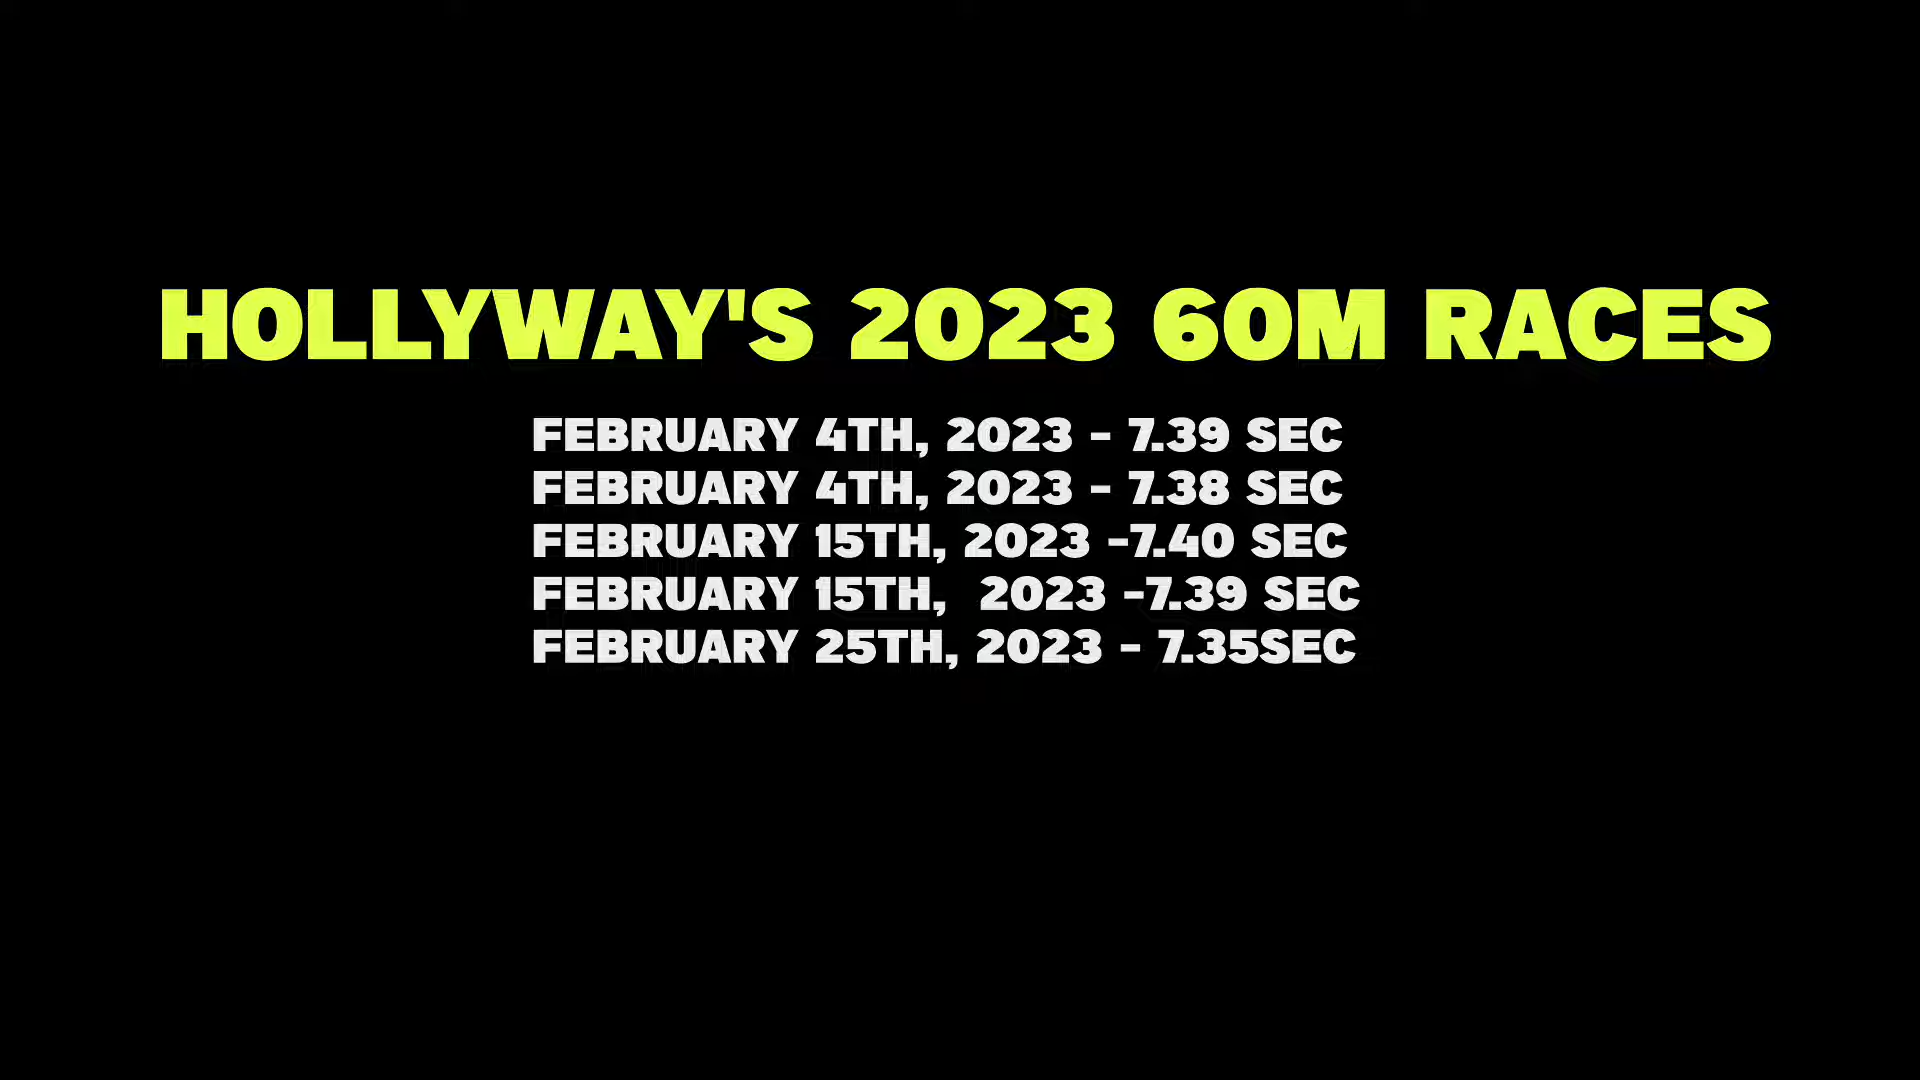 HOLLYWAY'S 2023 60M RACES
FEBRUARY 4TH, 2023 - 7.39 SEC
FEBRUARY 4TH, 2023 - 7.38 SEC
FEBRUARY 15TH, 2023 -7.40 SEC
FEBRUARY 15TH,  2023 -7.39 SEC
FEBRUARY 25TH, 2023 - 7.35SEC